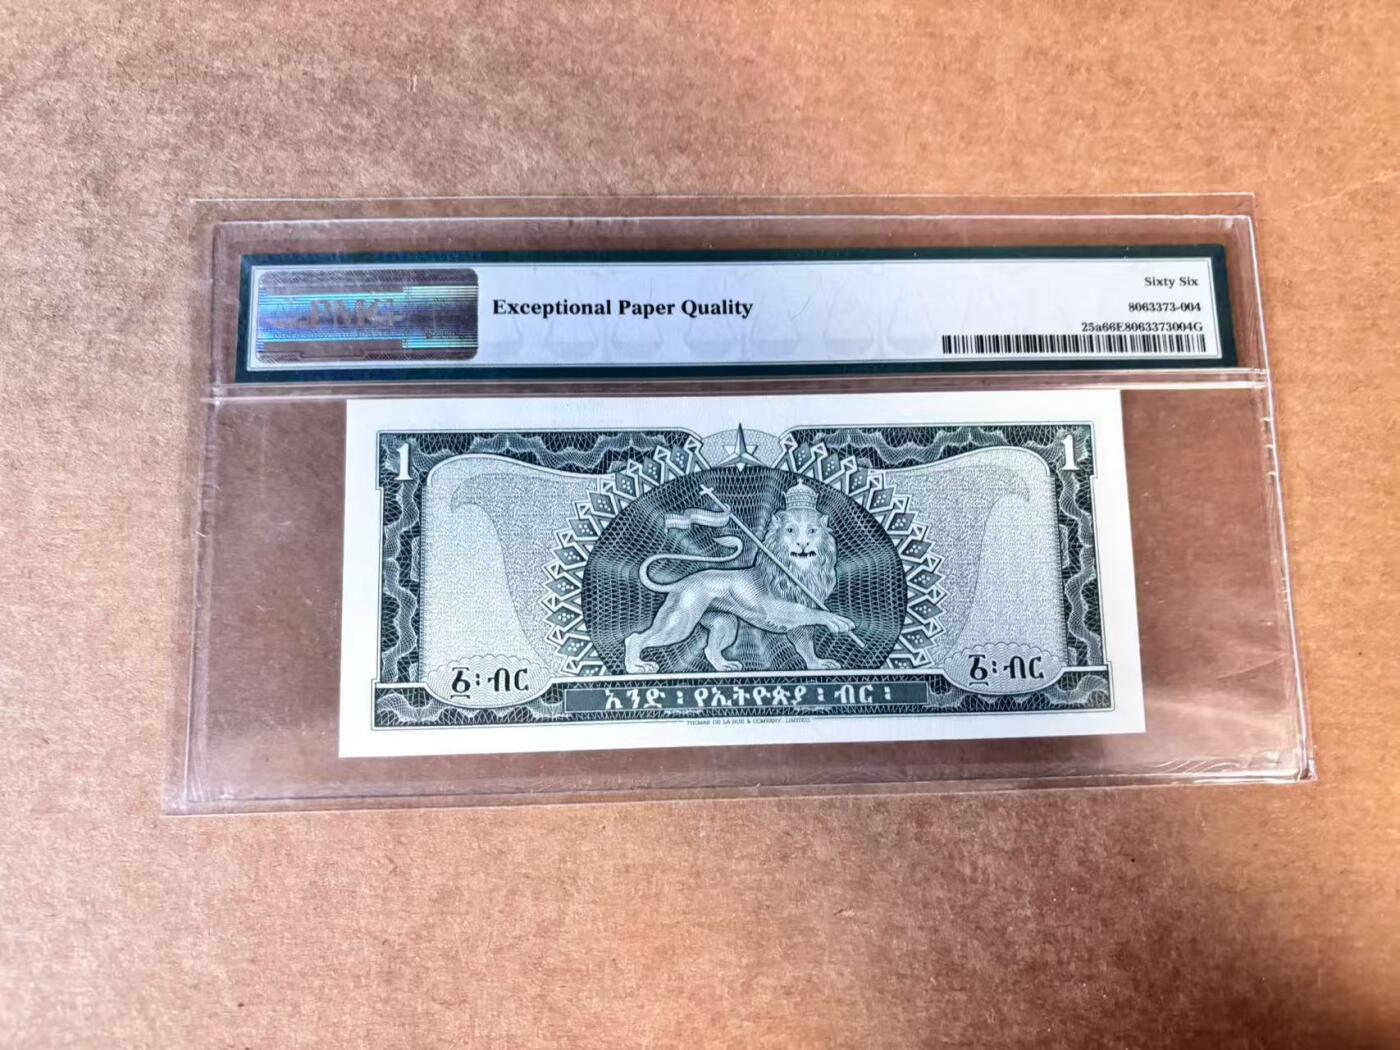 PMG
Exceptional Paper Quality
Sixty Six
8063373-004
25a66E8063373004G
1
1
፩፡ብር
፩፡ብር
አንድ ፡ የኢትዮጵያ ፡ ብር ፡
THOMAS DE LA RUE & COMPANY, LIMITED.